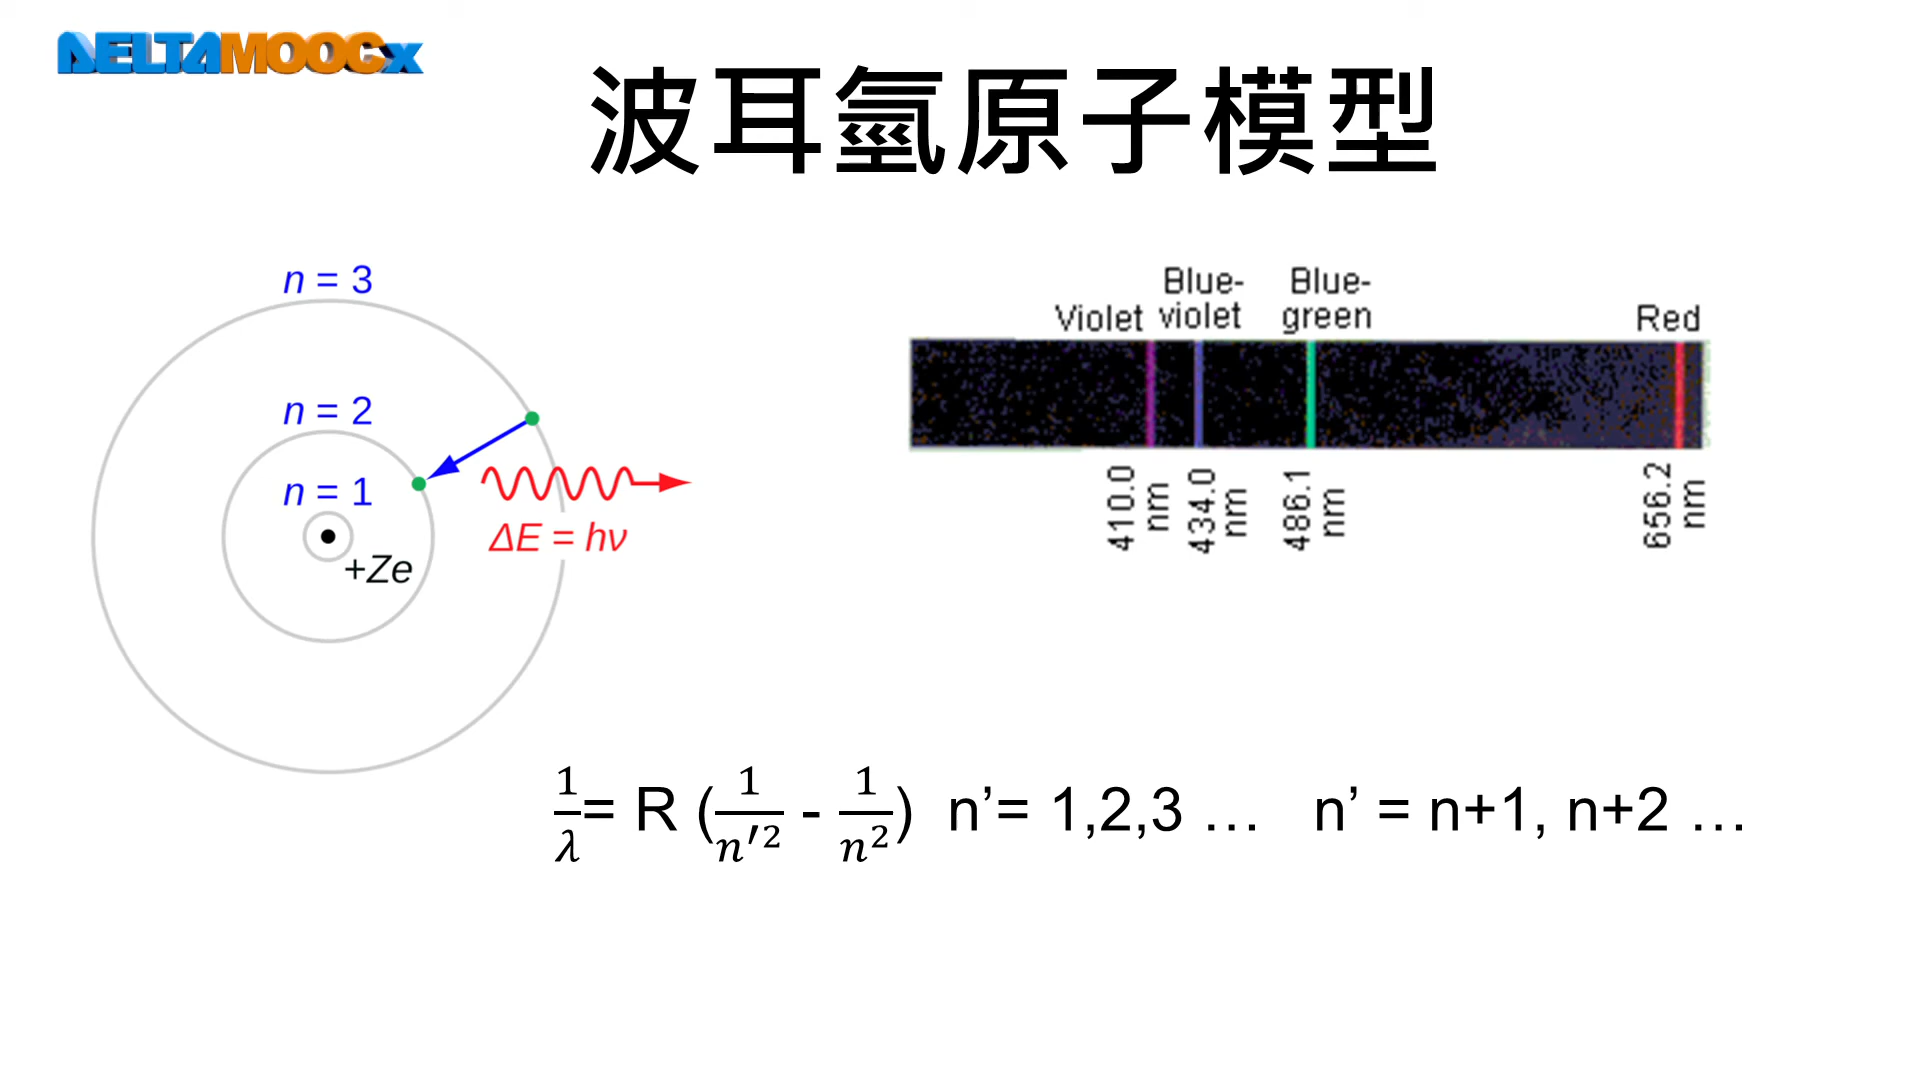 DELTAMOOCx
波耳氫原子模型
n = 3
n = 2
n = 1
+Ze
ΔE = hν
Violet
Blue-
violet
Blue-
green
Red
410.0
nm
434.0
nm
486.1
nm
656.2
nm
1/λ = R (1/n′² - 1/n²) n’= 1,2,3 … n’ = n+1, n+2 …